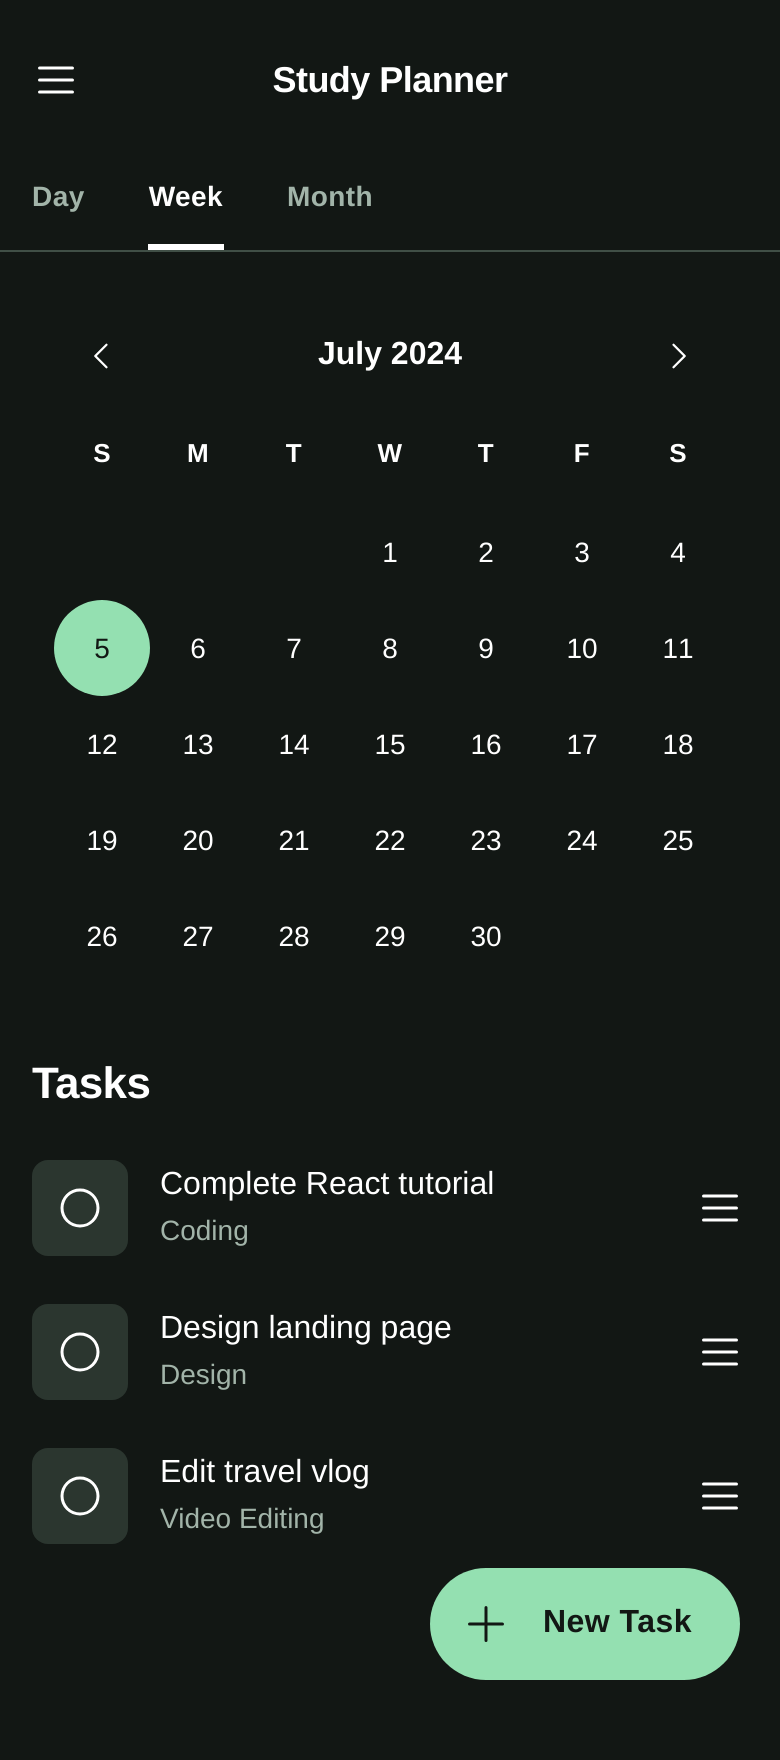 Study Planner
Day Week Month
July 2024
S M T W T F S
1 2 3 4
5 6 7 8 9 10 11
12 13 14 15 16 17 18
19 20 21 22 23 24 25
26 27 28 29 30
Tasks
Complete React tutorial
Coding
Design landing page
Design
Edit travel vlog
Video Editing
New Task